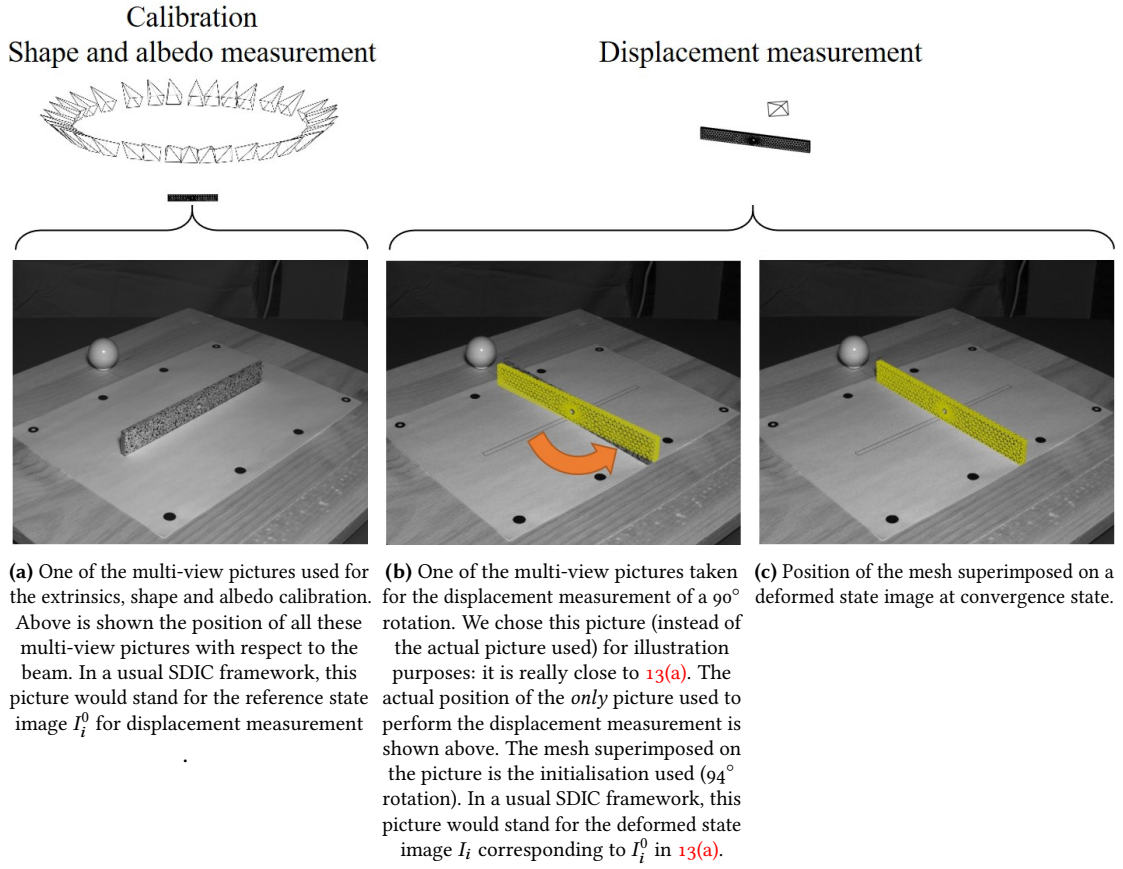 Calibration
Shape and albedo measurement
Displacement measurement
(a) One of the multi-view pictures used for
the extrinsics, shape and albedo calibration.
Above is shown the position of all these
multi-view pictures with respect to the
beam. In a usual SDIC framework, this
picture would stand for the reference state
image I_i^0 for displacement measurement
.
(b) One of the multi-view pictures taken
for the displacement measurement of a 90°
rotation. We chose this picture (instead of
the actual picture used) for illustration
purposes: it is really close to 13(a). The
actual position of the only picture used to
perform the displacement measurement is
shown above. The mesh superimposed on
the picture is the initialisation used (94°
rotation). In a usual SDIC framework, this
picture would stand for the deformed state
image I_i corresponding to I_i^0 in 13(a).
(c) Position of the mesh superimposed on a
deformed state image at convergence state.